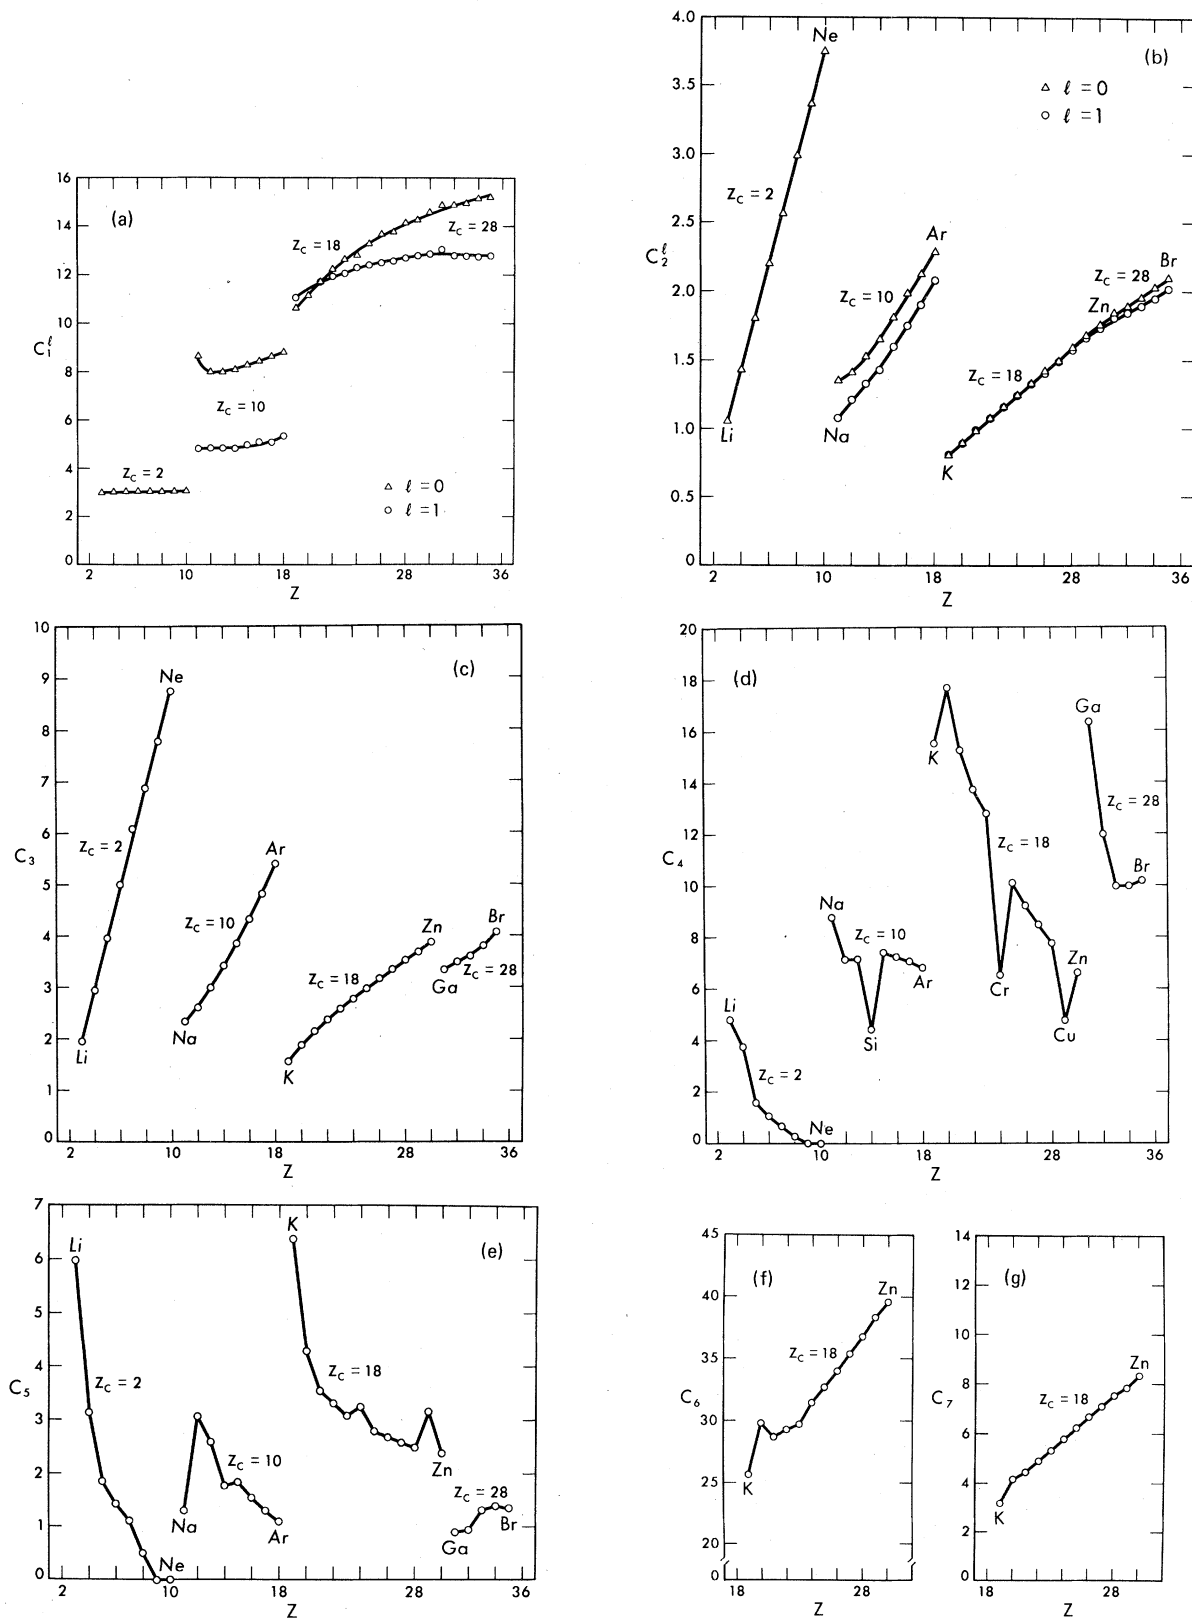 (a)
16
14
12
10
8
6
4
2
0
C₁ˡ
Z_C = 18
Z_C = 28
Z_C = 10
Z_C = 2
△ ℓ = 0
○ ℓ = 1
2 10 18 28 36
Z
(b)
4.0
3.5
3.0
2.5
2.0
1.5
1.0
0.5
0
C₂ˡ
Ne
△ ℓ = 0
○ ℓ = 1
Z_C = 2
Ar
Br
Z_C = 28
Z_C = 10
Zn
Z_C = 18
Li
Na
K
2 10 18 28 36
Z
(c)
10
9
8
7
6
5
4
3
2
1
0
C₃
Ne
Z_C = 2
Ar
Z_C = 10
Zn
Br
Z_C = 18
Z_C = 28
Ga
Li
Na
K
2 10 18 28 36
Z
(d)
20
18
16
14
12
10
8
6
4
2
0
C₄
K
Ga
Z_C = 28
Z_C = 18
Br
Na
Z_C = 10
Ar
Cr
Zn
Li
Si
Cu
Z_C = 2
Ne
2 10 18 28 36
Z
(e)
7
6
5
4
3
2
1
0
C₅
Li
K
Z_C = 2
Z_C = 18
Z_C = 10
Zn
Z_C = 28
Na
Ar
Ga
Br
Ne
2 10 18 28 36
Z
(f)
45
40
35
30
25
20
0
C₆
Zn
Z_C = 18
K
18 28
Z
(g)
14
12
10
8
6
4
2
0
C₇
Zn
Z_C = 18
K
18 28
Z